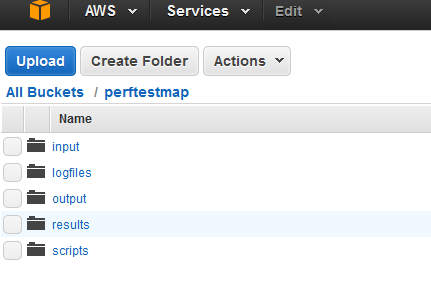 AWS Services Edit
Upload Create Folder Actions
All Buckets / perftestmap
Name
input
logfiles
output
results
scripts